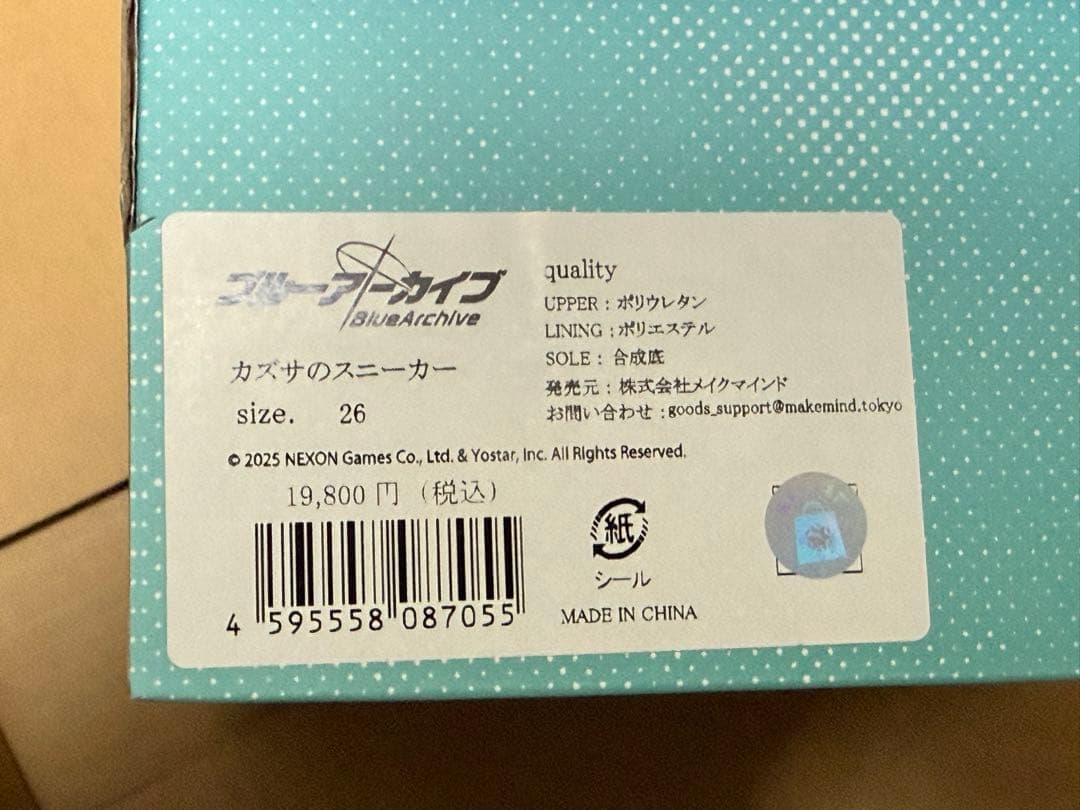 ブルーアーカイブ
BlueArchive
カズサのスニーカー
size. 26
© 2025 NEXON Games Co., Ltd. & Yostar, Inc. All Rights Reserved.
19,800 円 (税込)
4 595558 087055
quality
UPPER : ポリウレタン
LINING : ポリエステル
SOLE : 合成底
発売元 : 株式会社メイクマインド
お問い合わせ : goods_support@makemind.tokyo
紙
シール
MADE IN CHINA